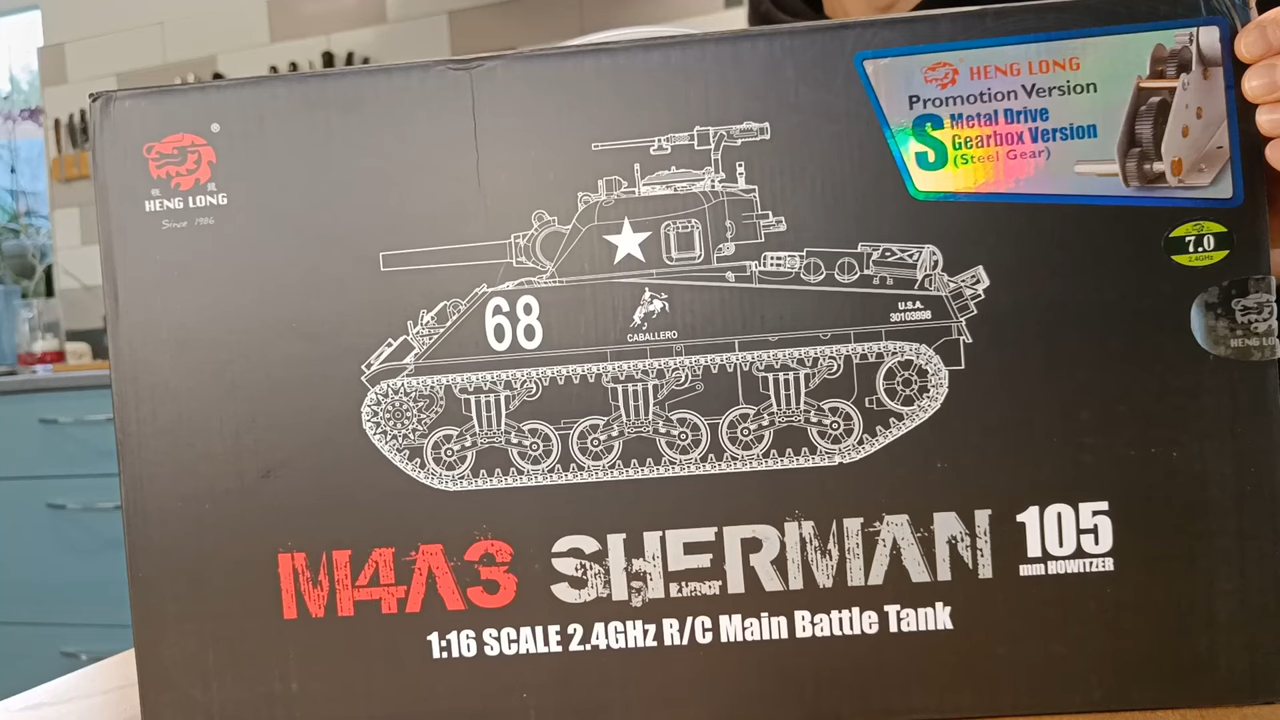 HENG LONG
Promotion Version
S Metal Drive
Gearbox Version
(Steel Gear)
®
HENG LONG
Since 1986
7.0
2.4GHz
HENG LO
68
CABALLERO
U.S.A.
30103898
M4A3 SHERMAN 105
mm HOWITZER
1:16 SCALE 2.4GHz R/C Main Battle Tank